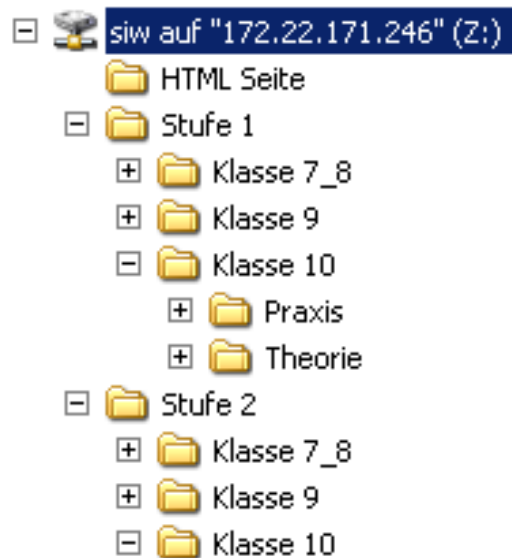 siw auf "172.22.171.246" (Z:)
HTML Seite
Stufe 1
Klasse 7_8
Klasse 9
Klasse 10
Praxis
Theorie
Stufe 2
Klasse 7_8
Klasse 9
Klasse 10